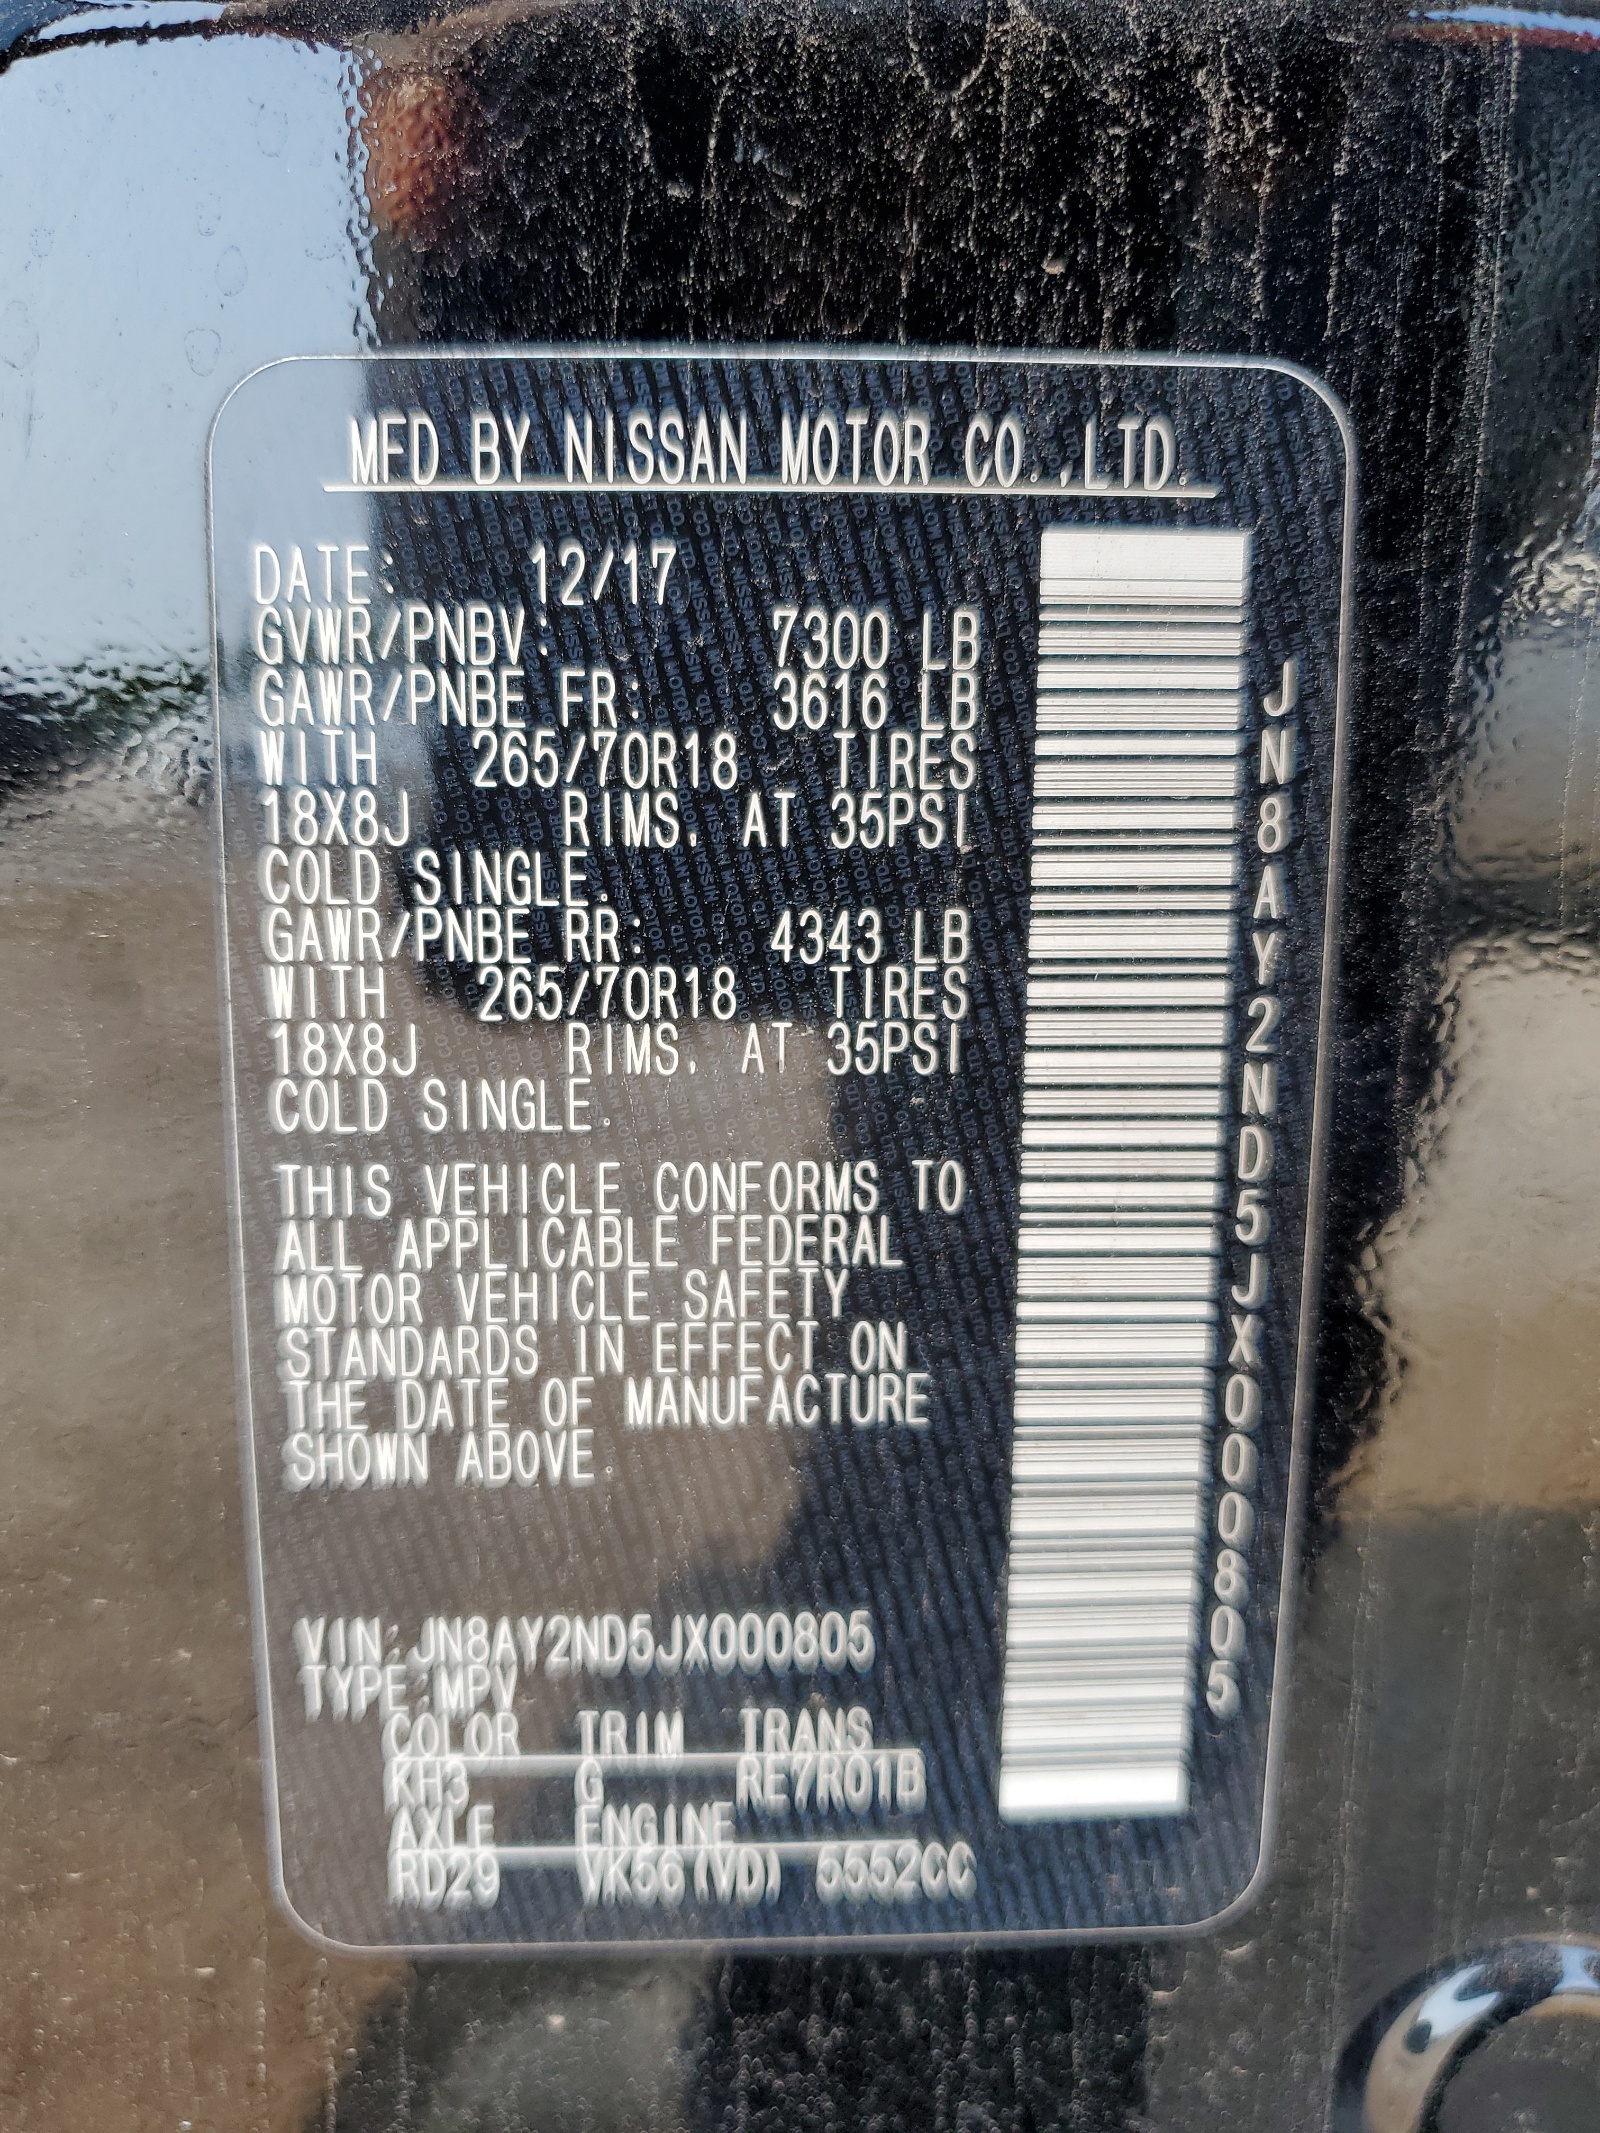 MFD BY NISSAN MOTOR CO.,LTD.
DATE: 12/17
GVWR/PNBV: 7300 LB
GAWR/PNBE FR: 3616 LB
WITH 265/70R18 TIRES
18X8J RIMS. AT 35PSI
COLD SINGLE.
GAWR/PNBE RR: 4343 LB
WITH 265/70R18 TIRES
18X8J RIMS. AT 35PSI
COLD SINGLE.
THIS VEHICLE CONFORMS TO
ALL APPLICABLE FEDERAL
MOTOR VEHICLE SAFETY
STANDARDS IN EFFECT ON
THE DATE OF MANUFACTURE
SHOWN ABOVE.
VIN:JN8AY2ND5JX000805
TYPE:MPV
COLOR TRIM TRANS
KH3 G RE7R01B
AXLE ENGINE
RD29 VK56(VD) 5552CC
JN8AY2ND5JX000805